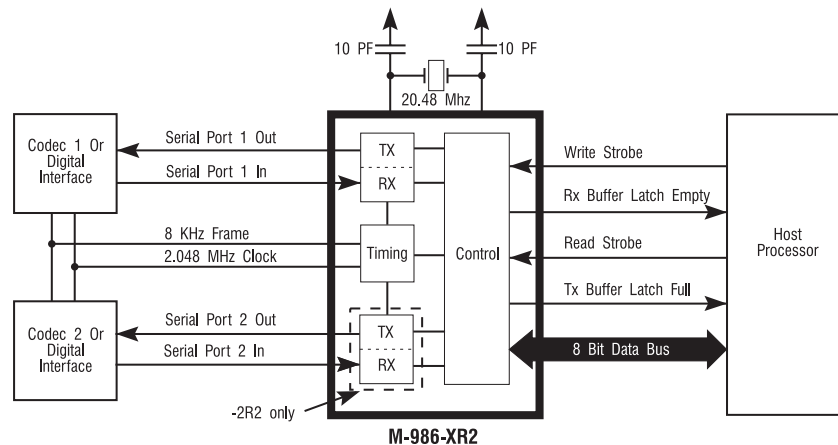 10 PF
10 PF
20.48 Mhz
Codec 1 Or
Digital
Interface
Serial Port 1 Out
Serial Port 1 In
TX
RX
8 KHz Frame
2.048 MHz Clock
Timing
Control
Codec 2 Or
Digital
Interface
Serial Port 2 Out
Serial Port 2 In
TX
RX
-2R2 only
Write Strobe
Rx Buffer Latch Empty
Read Strobe
Tx Buffer Latch Full
8 Bit Data Bus
Host
Processor
M-986-XR2